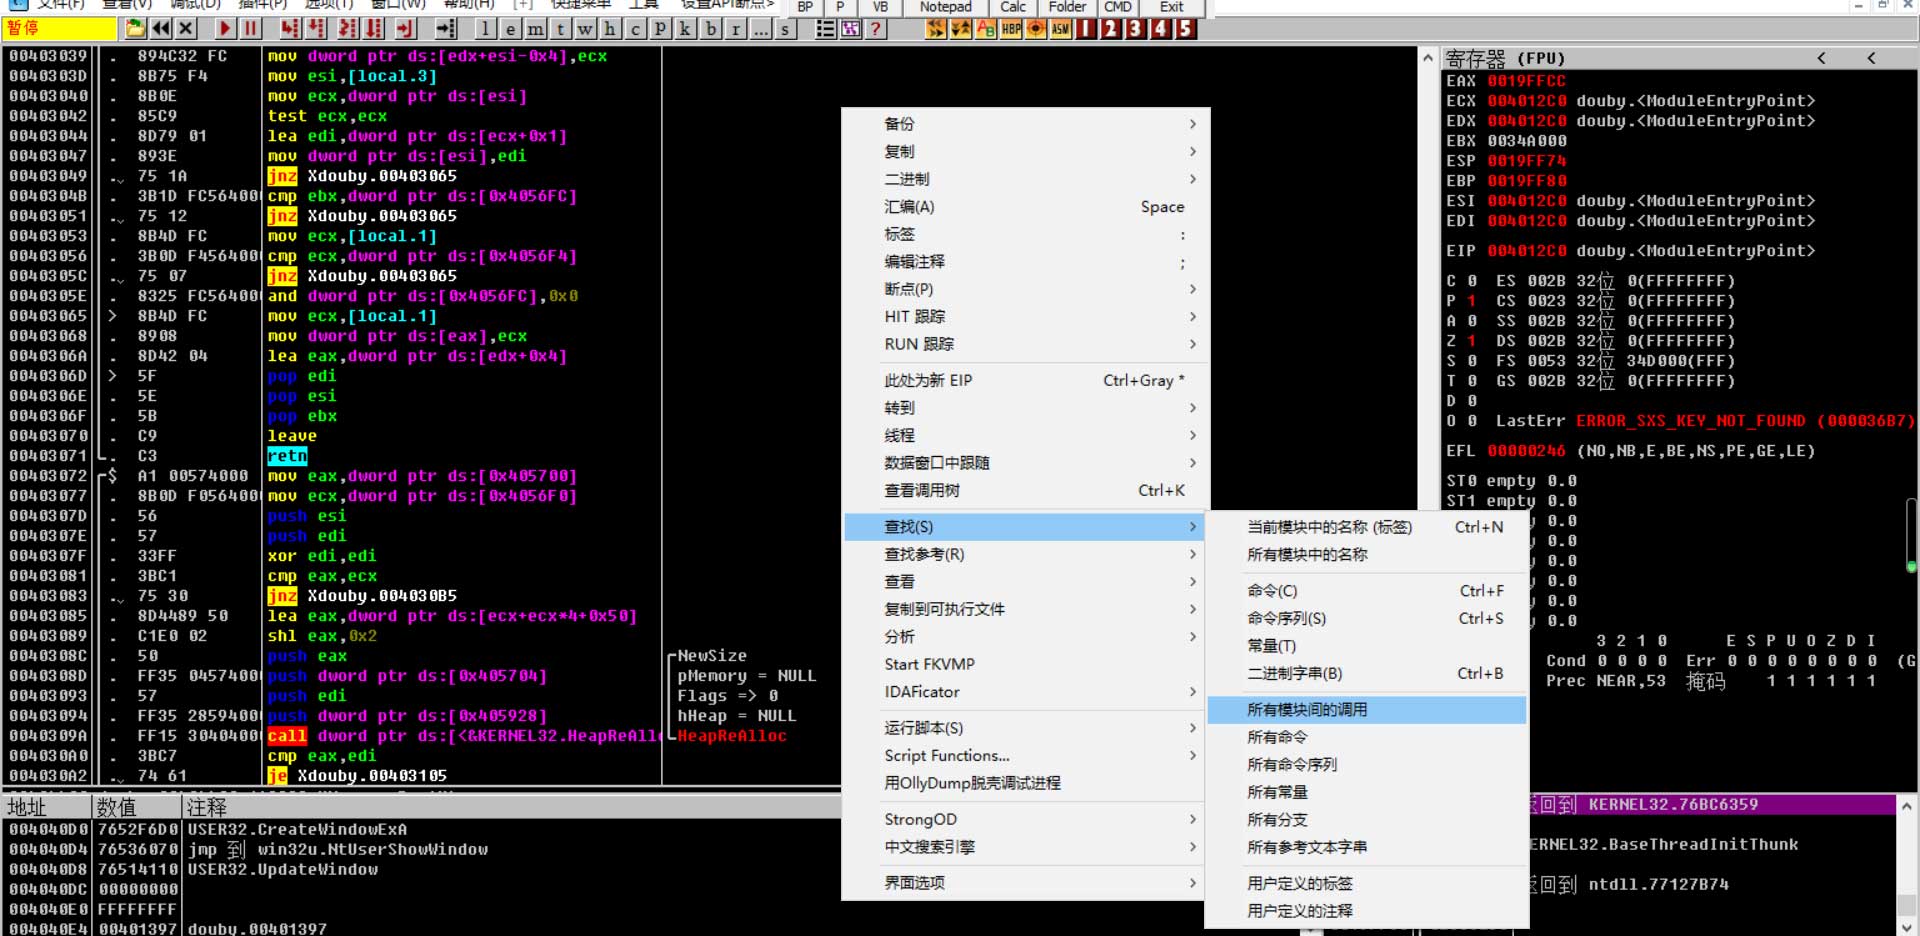 文件(F) 查看(V) 调试(D) 插件(P) 选项(T) 窗口(W) 帮助(H) [+] 快捷菜单 工具 设置API断点> BP P VB Notepad Calc Folder CMD Exit
暂停 l e m t w h c p k b r ... s ? HBP ASM 1 2 3 4 5
00403039 . 894C32 FC mov dword ptr ds:[edx+esi-0x4],ecx
0040303D . 8B75 F4 mov esi,[local.3]
00403040 . 8B0E mov ecx,dword ptr ds:[esi]
00403042 . 85C9 test ecx,ecx
00403044 . 8D79 01 lea edi,dword ptr ds:[ecx+0x1]
00403047 . 893E mov dword ptr ds:[esi],edi
00403049 . 75 1A jnz Xdouby.00403065
0040304B . 3B1D FC564000 cmp ebx,dword ptr ds:[0x4056FC]
00403051 . 75 12 jnz Xdouby.00403065
00403053 . 8B4D FC mov ecx,[local.1]
00403056 . 3B0D F4564000 cmp ecx,dword ptr ds:[0x4056F4]
0040305C . 75 07 jnz Xdouby.00403065
0040305E . 8325 FC564000 and dword ptr ds:[0x4056FC],0x0
00403065 > 8B4D FC mov ecx,[local.1]
00403068 . 8908 mov dword ptr ds:[eax],ecx
0040306A . 8D42 04 lea eax,dword ptr ds:[edx+0x4]
0040306D > 5F pop edi
0040306E . 5E pop esi
0040306F . 5B pop ebx
00403070 . C9 leave
00403071 . C3 retn
00403072 $ A1 00574000 mov eax,dword ptr ds:[0x405700]
00403077 . 8B0D F0564000 mov ecx,dword ptr ds:[0x4056F0]
0040307D . 56 push esi
0040307E . 57 push edi
0040307F . 33FF xor edi,edi
00403081 . 3BC1 cmp eax,ecx
00403083 . 75 30 jnz Xdouby.004030B5
00403085 . 8D4489 50 lea eax,dword ptr ds:[ecx+ecx*4+0x50]
00403089 . C1E0 02 shl eax,0x2
0040308C . 50 push eax NewSize
0040308D . FF35 04574000 push dword ptr ds:[0x405704] pMemory = NULL
00403093 . 57 push edi Flags => 0
00403094 . FF35 28594000 push dword ptr ds:[0x405928] hHeap = NULL
0040309A . FF15 30404000 call dword ptr ds:[<&KERNEL32.HeapReAllo HeapReAlloc
004030A0 . 3BC7 cmp eax,edi
004030A2 . 74 61 je Xdouby.00403105
备份
复制
二进制
汇编(A) Space
标签 :
编辑注释 ;
断点(P)
HIT 跟踪
RUN 跟踪
此处为新 EIP Ctrl+Gray *
转到
线程
数据窗口中跟随
查看调用树 Ctrl+K
查找(S)
查找参考(R)
查看
复制到可执行文件
分析
Start FKVMP
IDAFicator
运行脚本(S)
Script Functions...
用OllyDump脱壳调试进程
StrongOD
中文搜索引擎
界面选项
当前模块中的名称 (标签) Ctrl+N
所有模块中的名称
命令(C) Ctrl+F
命令序列(S) Ctrl+S
常量(T)
二进制字串(B) Ctrl+B
所有模块间的调用
所有命令
所有命令序列
所有常量
所有分支
所有参考文本字串
用户定义的标签
用户定义的注释
寄存器 (FPU) < <
EAX 0019FFCC
ECX 004012C0 douby.<ModuleEntryPoint>
EDX 004012C0 douby.<ModuleEntryPoint>
EBX 0034A000
ESP 0019FF74
EBP 0019FF80
ESI 004012C0 douby.<ModuleEntryPoint>
EDI 004012C0 douby.<ModuleEntryPoint>
EIP 004012C0 douby.<ModuleEntryPoint>
C 0 ES 002B 32位 0(FFFFFFFF)
P 1 CS 0023 32位 0(FFFFFFFF)
A 0 SS 002B 32位 0(FFFFFFFF)
Z 1 DS 002B 32位 0(FFFFFFFF)
S 0 FS 0053 32位 34D000(FFF)
T 0 GS 002B 32位 0(FFFFFFFF)
D 0
O 0 LastErr ERROR_SXS_KEY_NOT_FOUND (000036B7)
EFL 00000246 (NO,NB,E,BE,NS,PE,GE,LE)
ST0 empty 0.0
ST1 empty 0.0
y 0.0
y 0.0
y 0.0
y 0.0
y 0.0
y 0.0
3 2 1 0 E S P U O Z D I
Cond 0 0 0 0 Err 0 0 0 0 0 0 0 0 (G
Prec NEAR,53 掩码 1 1 1 1 1 1
地址 数值 注释
004040D0 7652F6D0 USER32.CreateWindowExA
004040D4 76536070 jmp 到 win32u.NtUserShowWindow
004040D8 76514110 USER32.UpdateWindow
004040DC 00000000
004040E0 FFFFFFFF
004040E4 00401397 douby.00401397
返回到 KERNEL32.76BC6359
ERNEL32.BaseThreadInitThunk
返回到 ntdll.77127B74